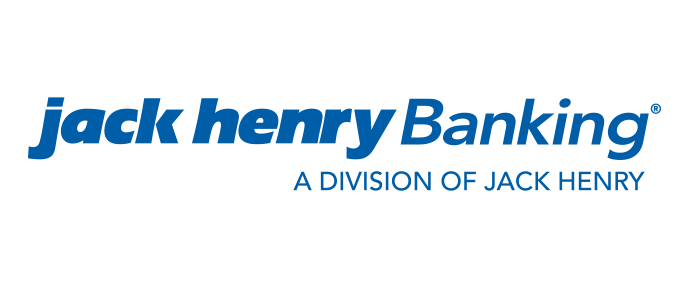 jack henry Banking®
A DIVISION OF JACK HENRY